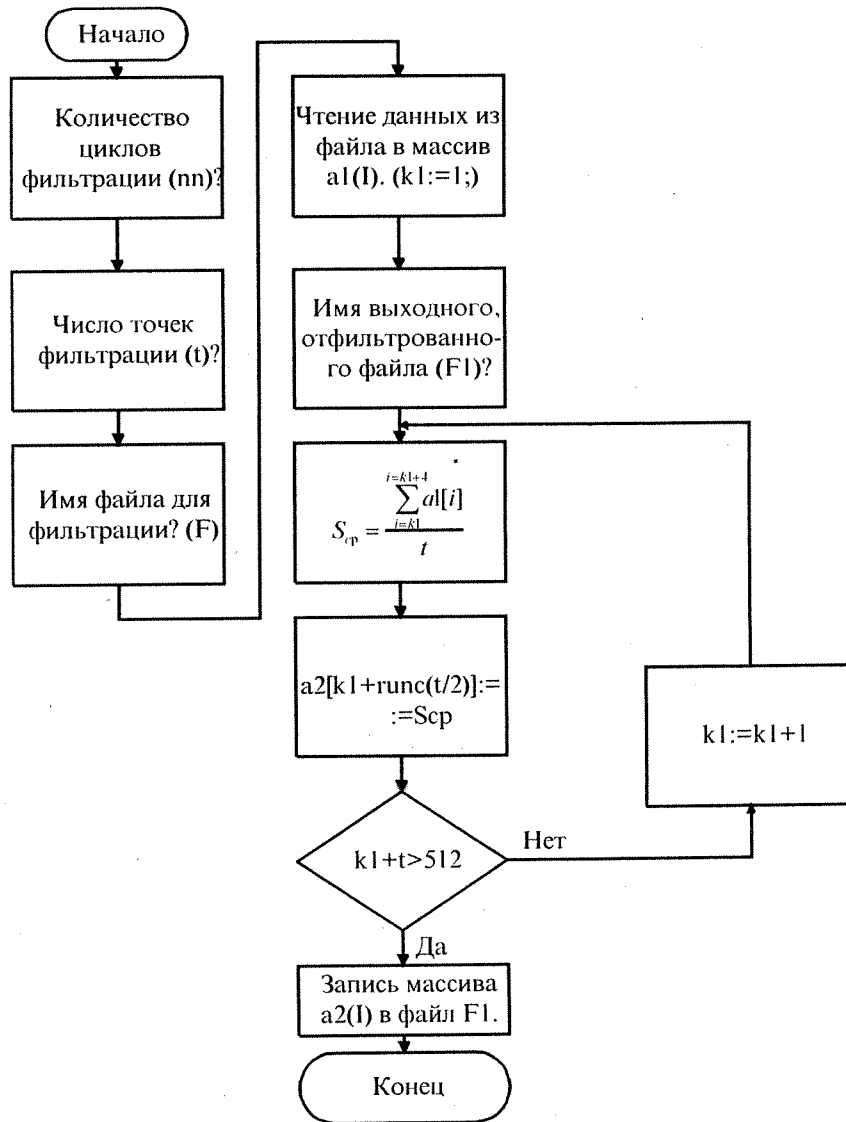 Начало
Количество
циклов
фильтрации (nn)?
Число точек
фильтрации (t)?
Имя файла для
фильтрации? (F)
Чтение данных из
файла в массив
a1(I). (k1:=1;)
Имя выходного,
отфильтрованно-
го файла (F1)?
i=k1+4
∑a1[i]
i=k1
Sср =
t
a2[k1+runc(t/2)]:=
:=Scp
k1+t>512
Нет
k1:=k1+1
Да
Запись массива
a2(I) в файл F1.
Конец